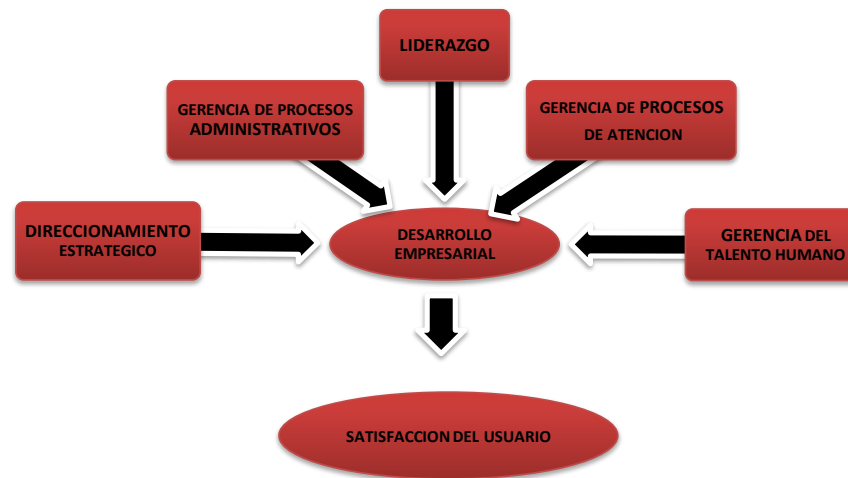 LIDERAZGO
GERENCIA DE PROCESOS
ADMINISTRATIVOS
GERENCIA DE PROCESOS
DE ATENCION
DIRECCIONAMIENTO
ESTRATEGICO
DESARROLLO
EMPRESARIAL
GERENCIA DEL
TALENTO HUMANO
SATISFACCION DEL USUARIO